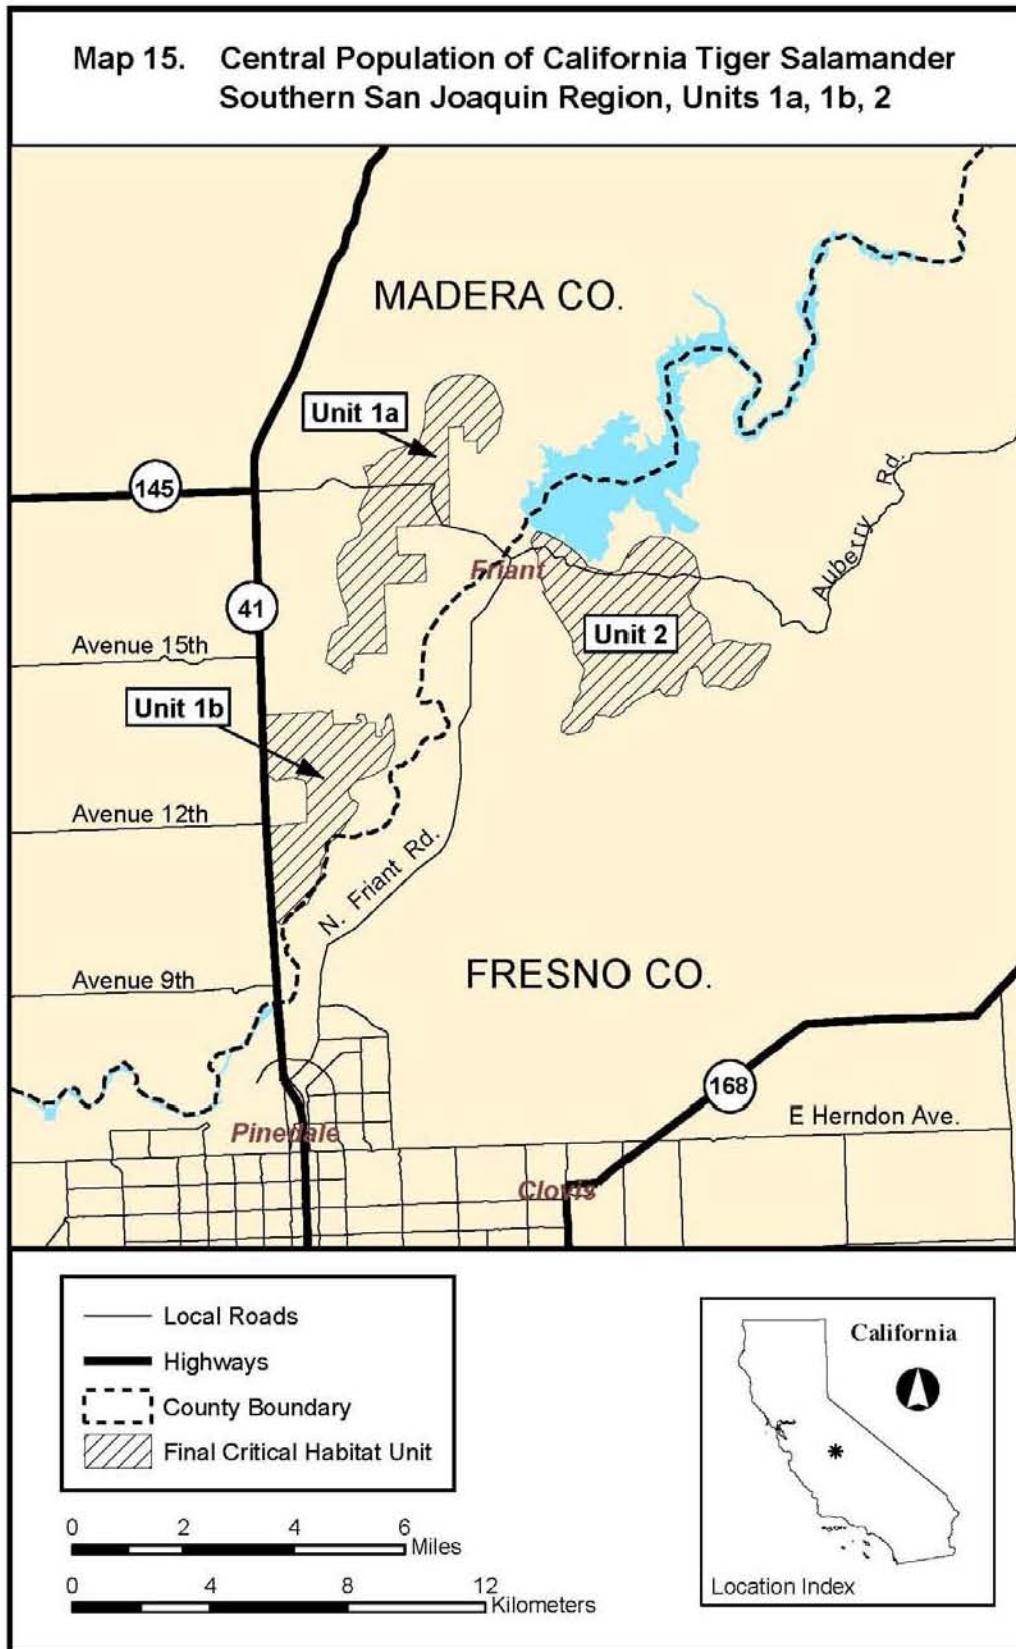 Map 15. Central Population of California Tiger Salamander
Southern San Joaquin Region, Units 1a, 1b, 2
MADERA CO.
Unit 1a
145
Auberry Rd.
Friant
41
Unit 2
Avenue 15th
Unit 1b
Avenue 12th
N. Friant Rd.
FRESNO CO.
Avenue 9th
168
E Herndon Ave.
Pinedale
Clovis
Local Roads
Highways
County Boundary
Final Critical Habitat Unit
0 2 4 6
Miles
0 4 8 12
Kilometers
California
Location Index